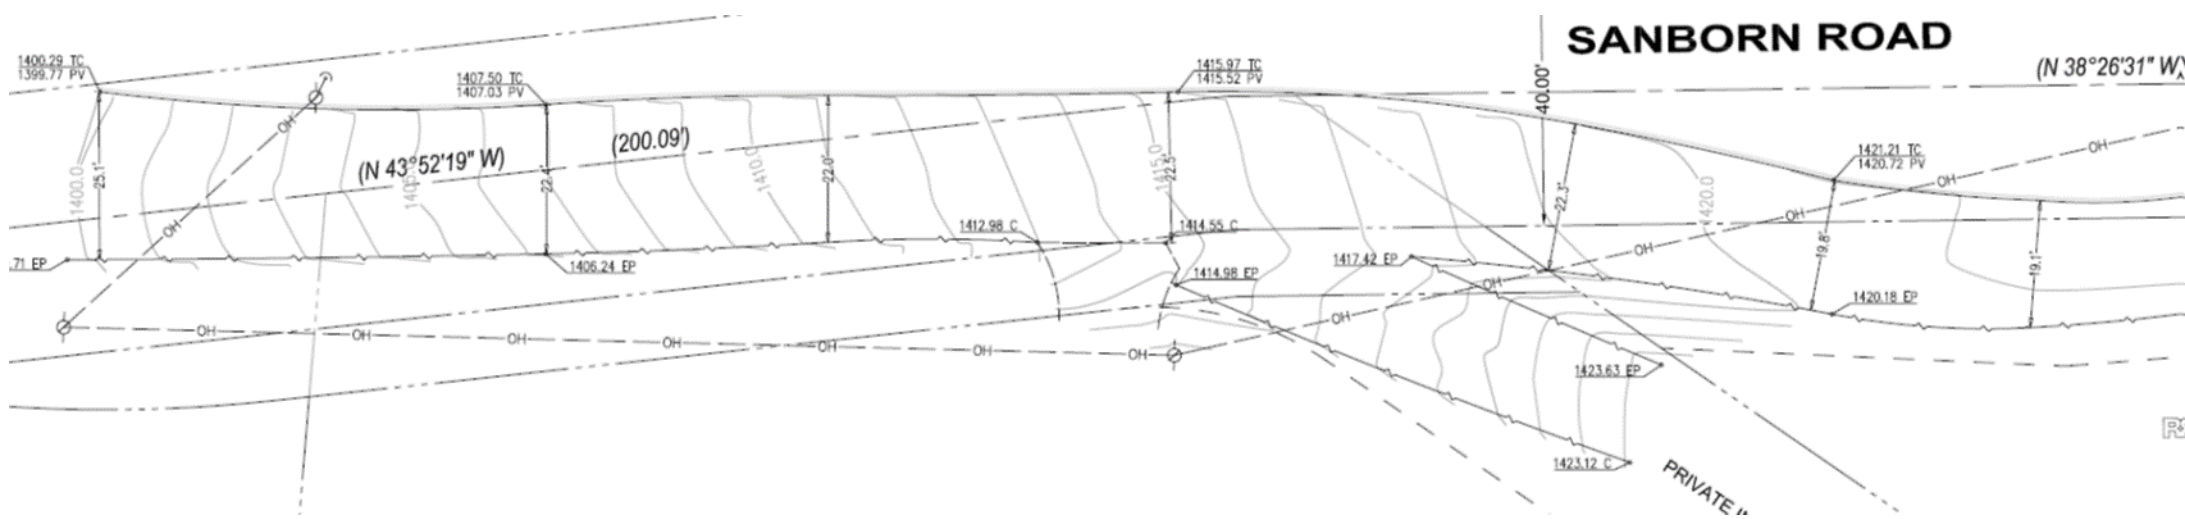 SANBORN ROAD
(N 38°26'31" W)
1400.29 TC
1399.77 PV
1407.50 TC
1407.03 PV
1415.97 TC
1415.52 PV
40.00'
1421.21 TC
1420.72 PV
OH
OH
OH
OH
OH
OH
(N 43°52'19" W)
(200.09')
1400.0
25.1'
1405.0
22.4'
1410.0
22.0'
1415.0
22.5'
22.3'
1420.0
19.8'
19.1'
1412.98 C
1414.55 C
.71 EP
1406.24 EP
1414.98 EP
1417.42 EP
OH
OH
1420.18 EP
OH
OH
OH
OH
OH
OH
OH
1423.63 EP
1423.12 C
PRIVATE